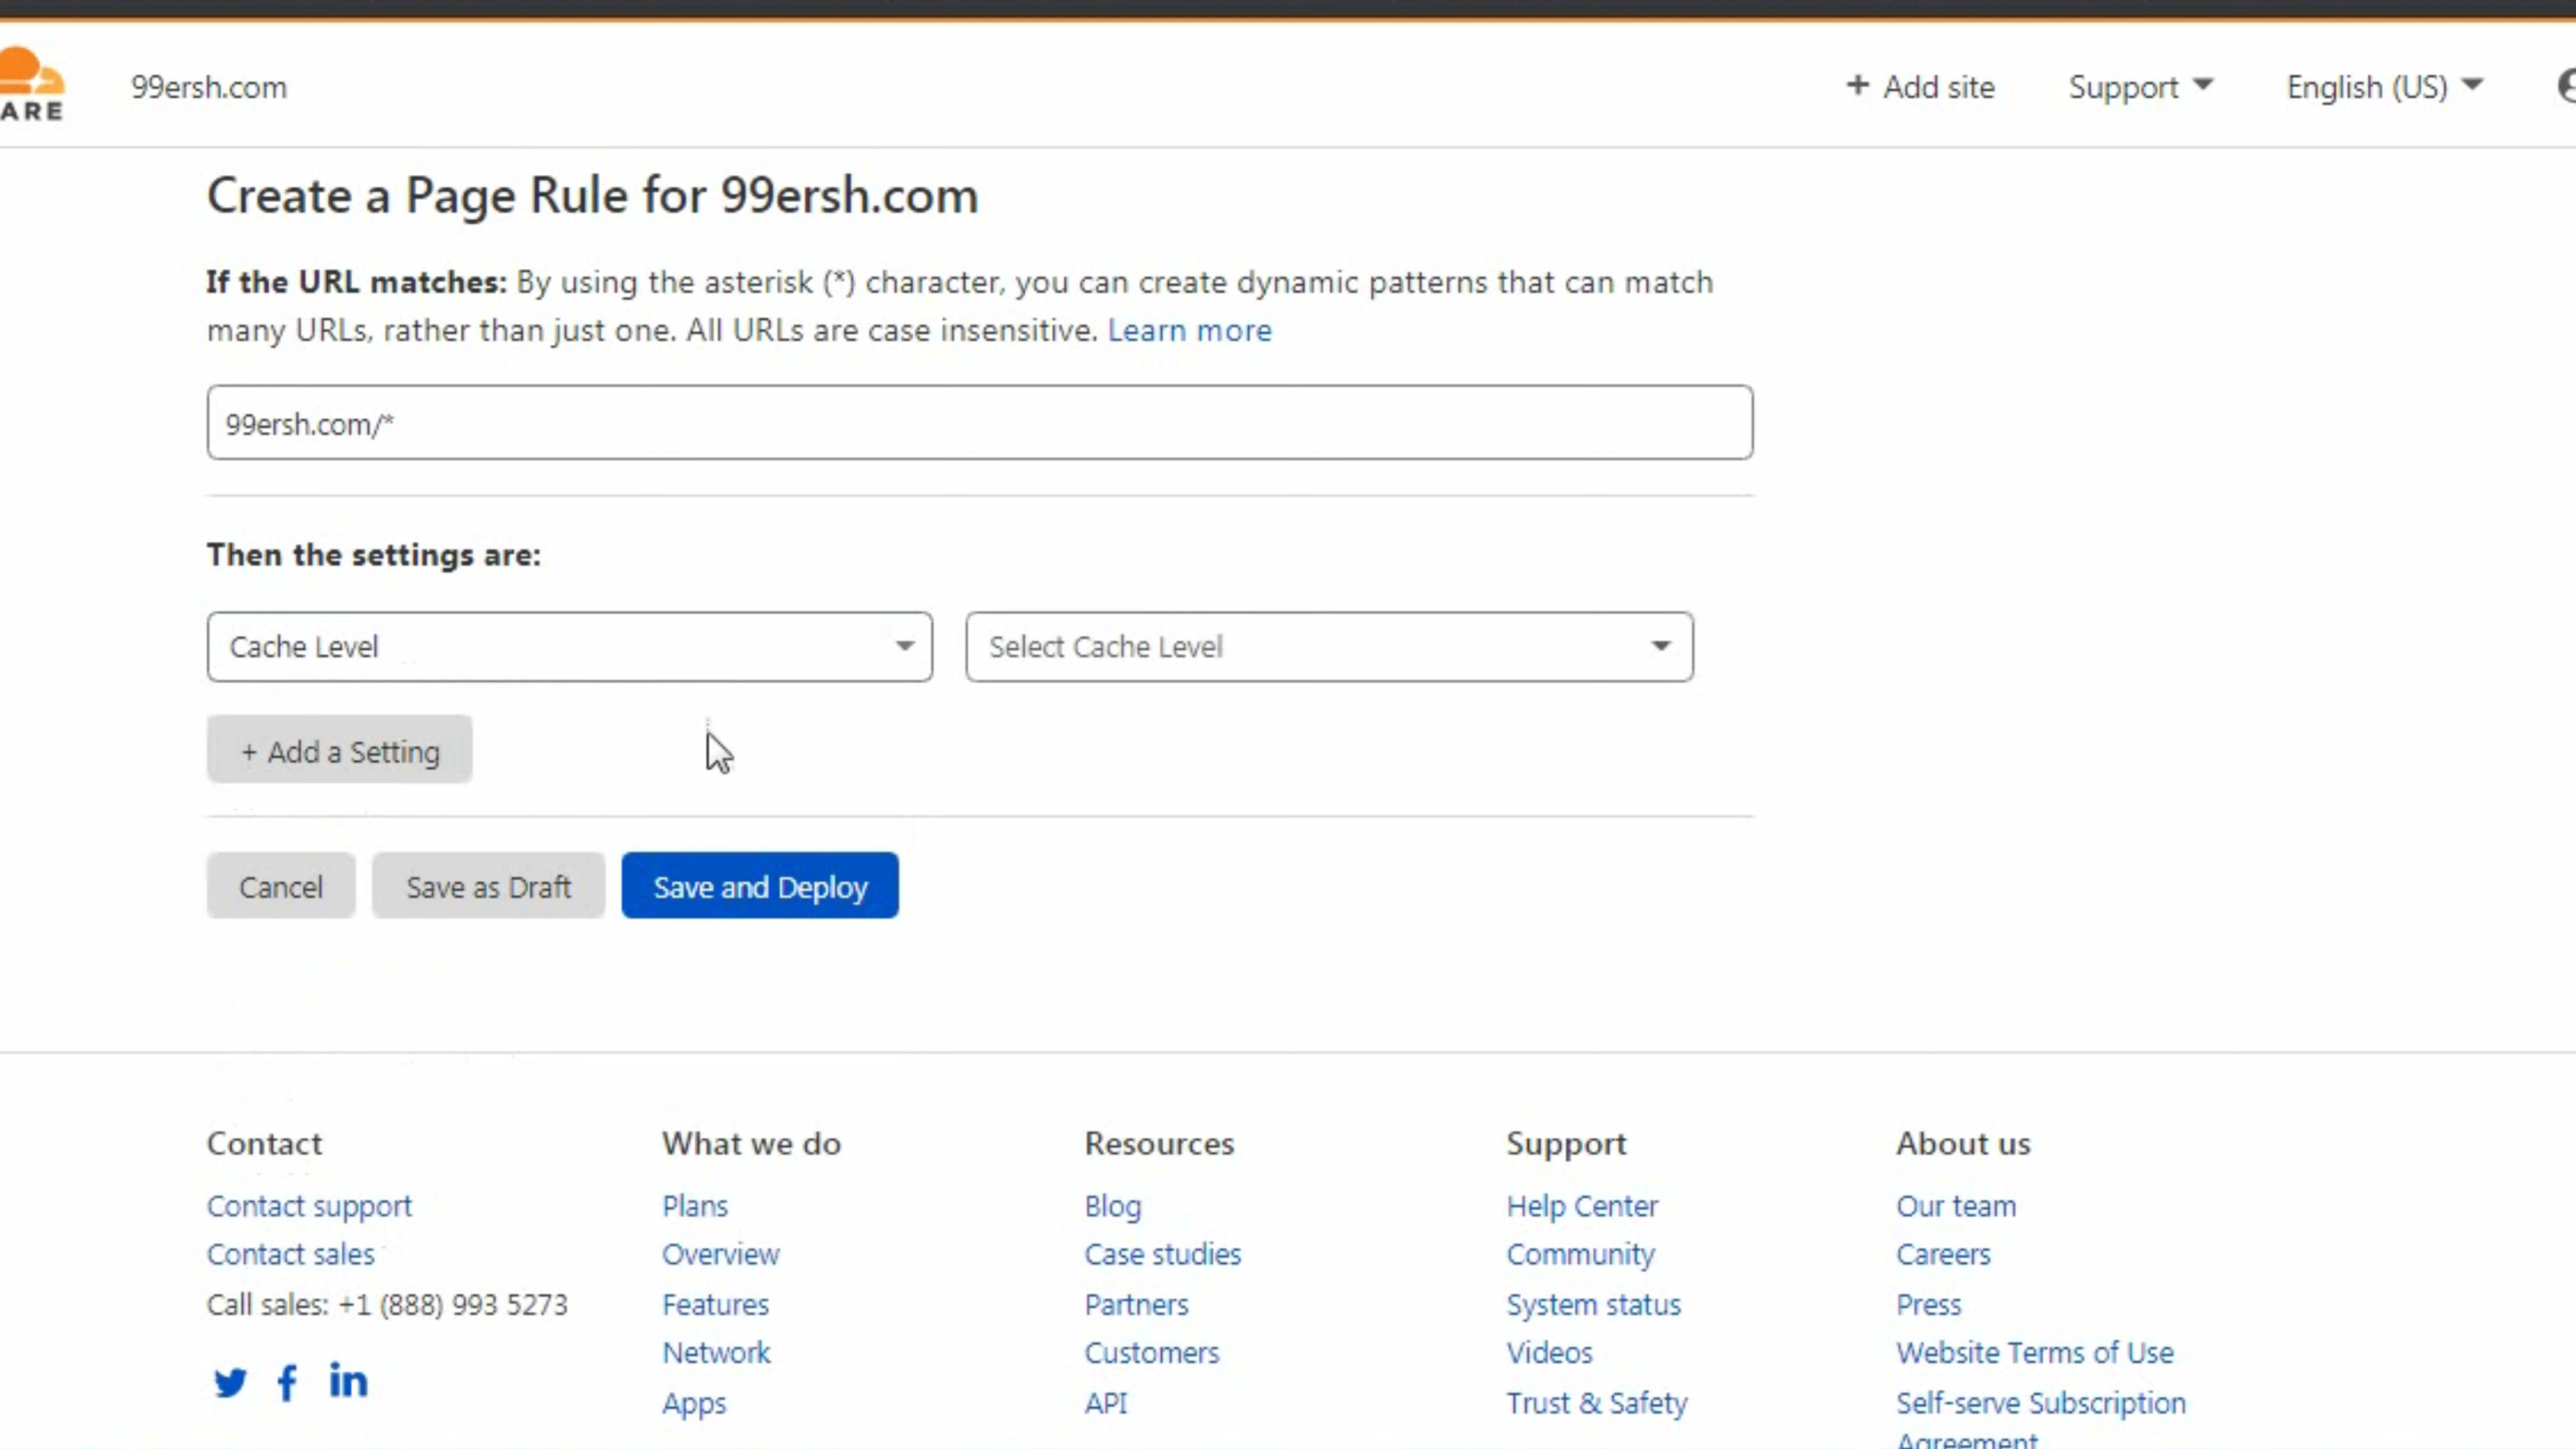 ARE
99ersh.com
+ Add site
Support
English (US)
Create a Page Rule for 99ersh.com
If the URL matches: By using the asterisk (*) character, you can create dynamic patterns that can match
many URLs, rather than just one. All URLs are case insensitive. Learn more
99ersh.com/*
Then the settings are:
Cache Level
Select Cache Level
+ Add a Setting
Cancel
Save as Draft
Save and Deploy
Contact
Contact support
Contact sales
Call sales: +1 (888) 993 5273
What we do
Plans
Overview
Features
Network
Apps
Resources
Blog
Case studies
Partners
Customers
API
Support
Help Center
Community
System status
Videos
Trust & Safety
About us
Our team
Careers
Press
Website Terms of Use
Self-serve Subscription
Agreement